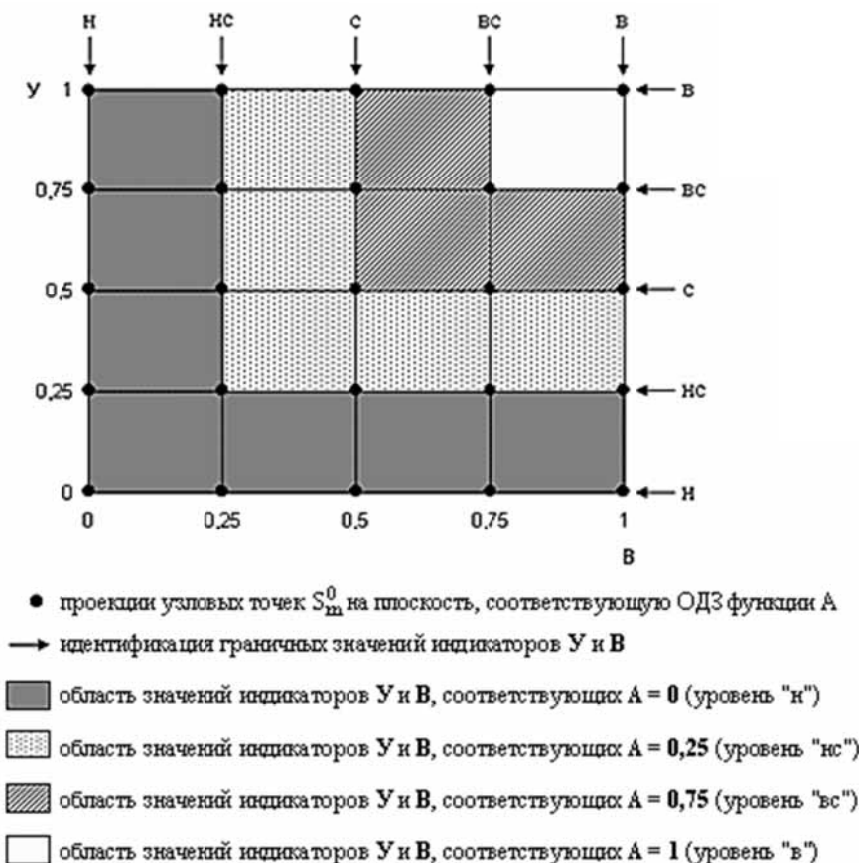 Н НС С ВС В
У 1 В
0,75 ВС
0,5 С
0,25 НС
0 Н
0 0,25 0,5 0,75 1
В
проекции узловых точек S⁰ₘ на плоскость, соответствующую ОДЗ функции А
идентификация граничных значений индикаторов У и В
область значений индикаторов У и В, соответствующих А = 0 (уровень "н")
область значений индикаторов У и В, соответствующих А = 0,25 (уровень "нс")
область значений индикаторов У и В, соответствующих А = 0,75 (уровень "вс")
область значений индикаторов У и В, соответствующих А = 1 (уровень "в")